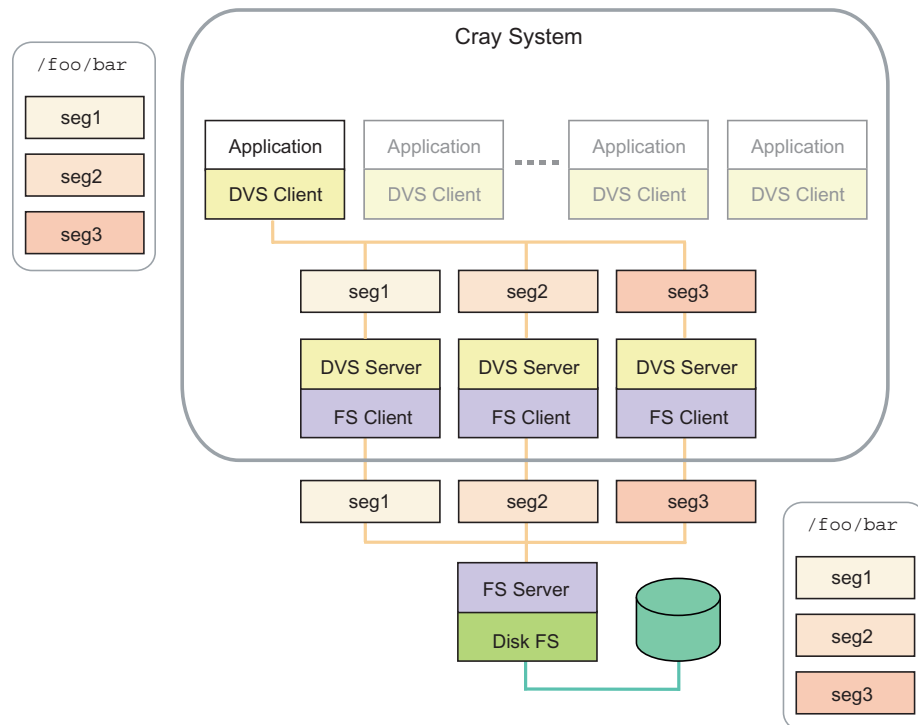 Cray System
/foo/bar
seg1
seg2
seg3
Application
DVS Client
Application
DVS Client
Application
DVS Client
Application
DVS Client
seg1
seg2
seg3
DVS Server
FS Client
DVS Server
FS Client
DVS Server
FS Client
seg1
seg2
seg3
FS Server
Disk FS
/foo/bar
seg1
seg2
seg3